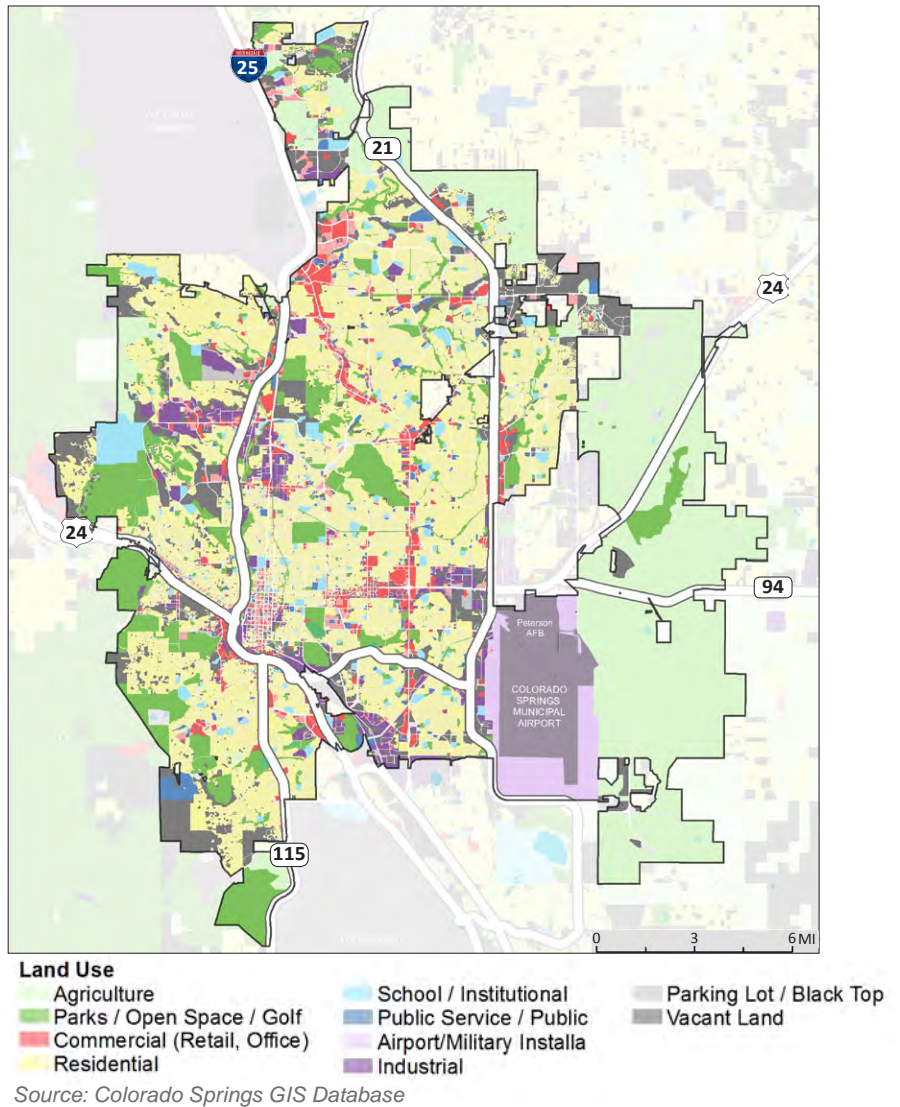 INTERSTATE
25
21
24
24
94
Peterson
AFB
COLORADO
SPRINGS
MUNICIPAL
AIRPORT
115
0 3 6 MI
Land Use
Agriculture
Parks / Open Space / Golf
Commercial (Retail, Office)
Residential
School / Institutional
Public Service / Public
Airport/Military Installa
Industrial
Parking Lot / Black Top
Vacant Land
Source: Colorado Springs GIS Database